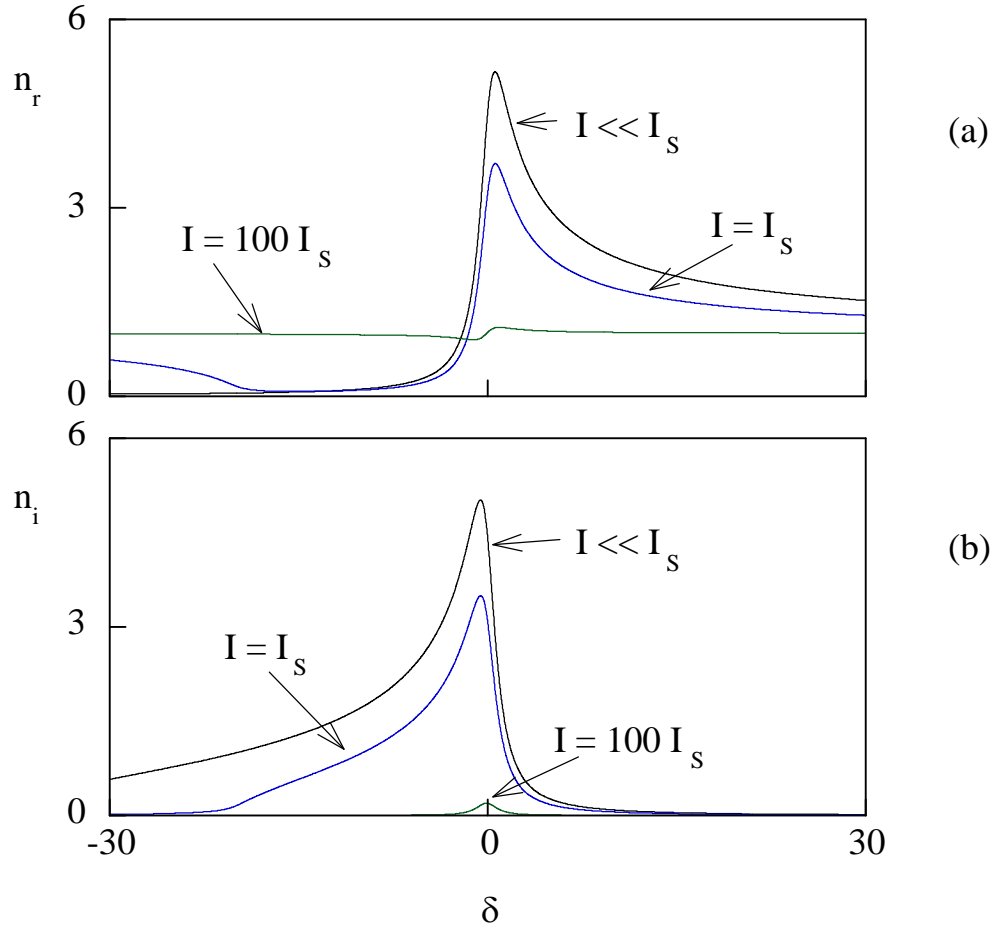 6
n_r
I << I_S
(a)
3
I = 100 I_S
I = I_S
0
6
n_i
I << I_S
(b)
3
I = I_S
I = 100 I_S
0
-30 0 30
δ